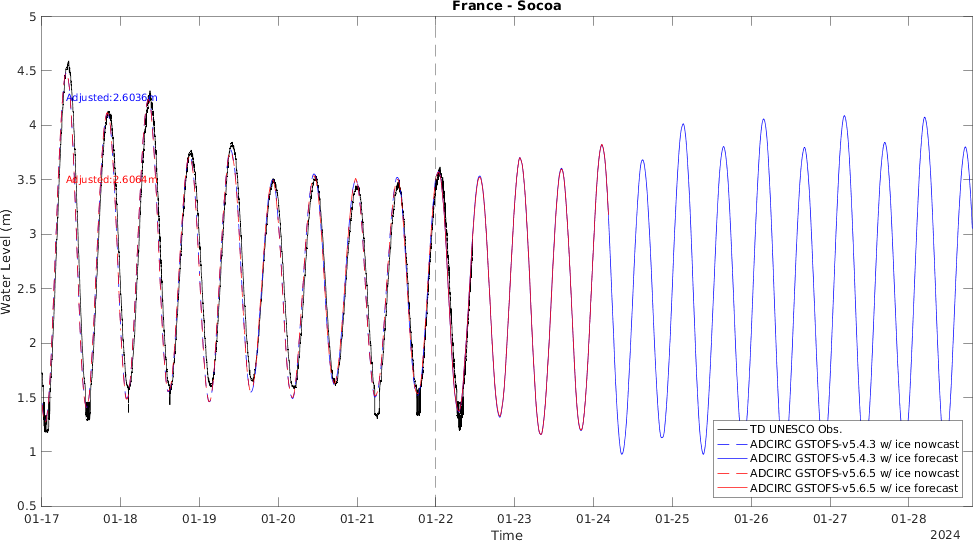 France - Socoa
5
4.5
4
3.5
3
2.5
2
1.5
1
0.5
Water Level (m)
Adjusted:2.6036m
Adjusted:2.6064m
TD UNESCO Obs.
ADCIRC GSTOFS-v5.4.3 w/ ice nowcast
ADCIRC GSTOFS-v5.4.3 w/ ice forecast
ADCIRC GSTOFS-v5.6.5 w/ ice nowcast
ADCIRC GSTOFS-v5.6.5 w/ ice forecast
01-17 01-18 01-19 01-20 01-21 01-22 01-23 01-24 01-25 01-26 01-27 01-28
Time
2024